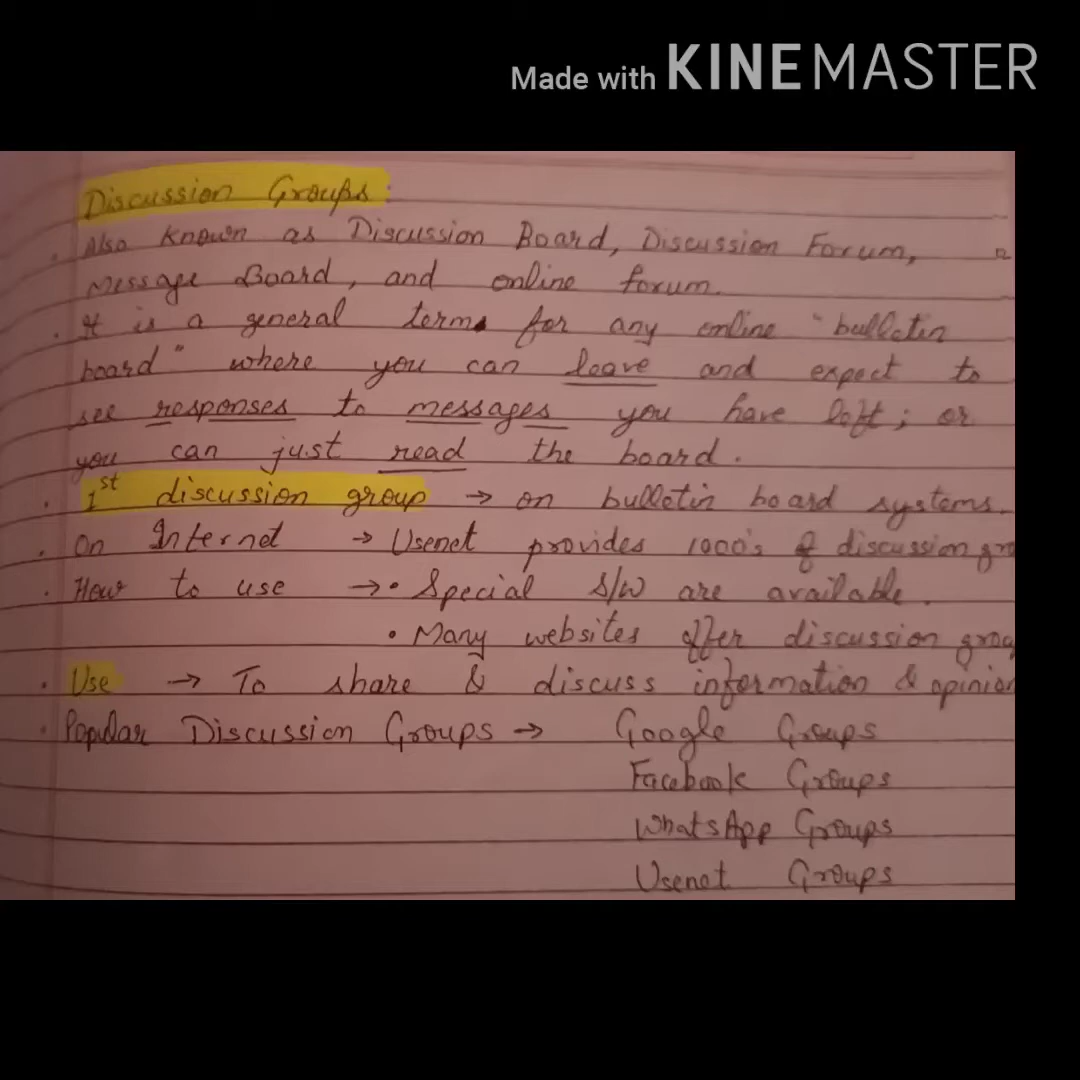 Made with KINEMASTER
Discussion Groups:
• Also known as Discussion Board, Discussion Forum, a
message Board, and online forum.
• It is a general term for any online "bulletin
board" where you can leave and expect to
see responses to messages you have left; or
you can just read the board.
• 1st discussion group → on bulletin board systems.
• On Internet → Usenet provides 1000's of discussion gro
• How to use → • Special S/W are available.
• Many websites offer discussion group
• Use → To share & discuss information & opinion
• Popular Discussion Groups → Google Groups
Facebook Groups
WhatsApp Groups
Usenet Groups